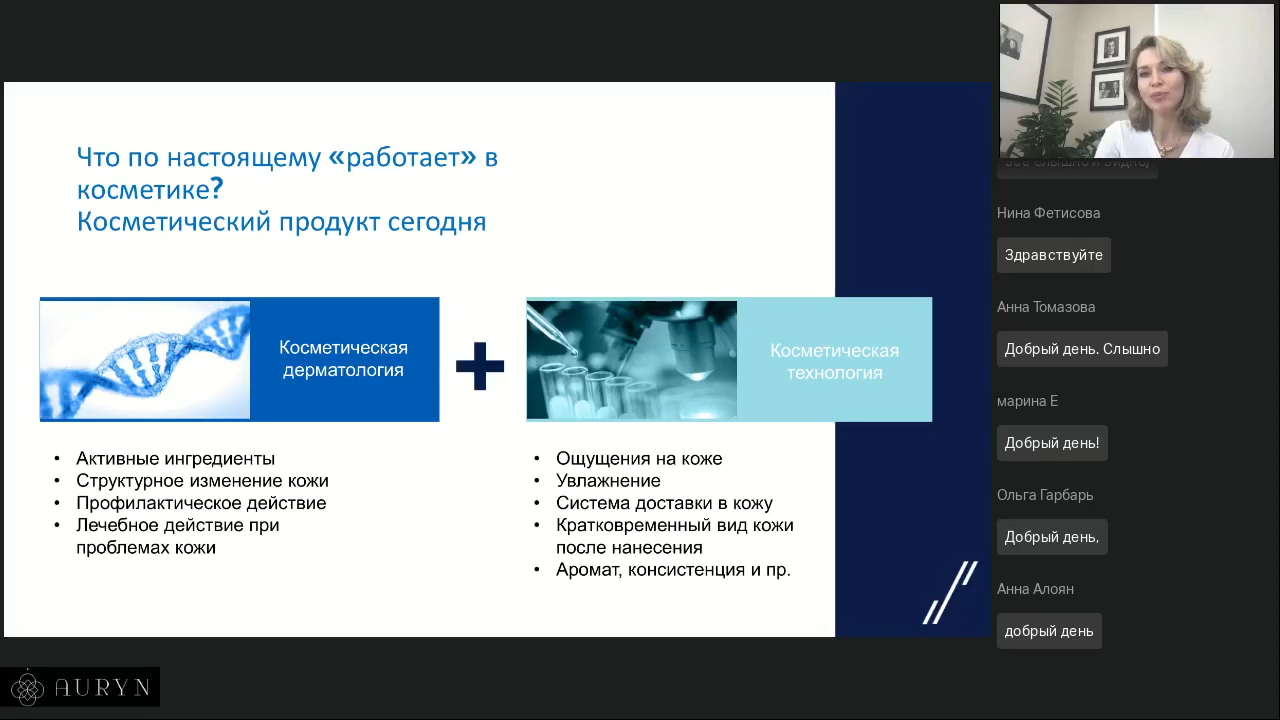 Что по настоящему «работает» в
косметике?
Косметический продукт сегодня
Косметическая
дерматология
Косметическая
технология
• Активные ингредиенты
• Структурное изменение кожи
• Профилактическое действие
• Лечебное действие при
проблемах кожи
• Ощущения на коже
• Увлажнение
• Система доставки в кожу
• Кратковременный вид кожи
после нанесения
• Аромат, консистенция и пр.
Нина Фетисова
Здравствуйте
Анна Томазова
Добрый день. Слышно
марина Е
Добрый день!
Ольга Гарбарь
Добрый день,
Анна Алоян
добрый день
AURYN